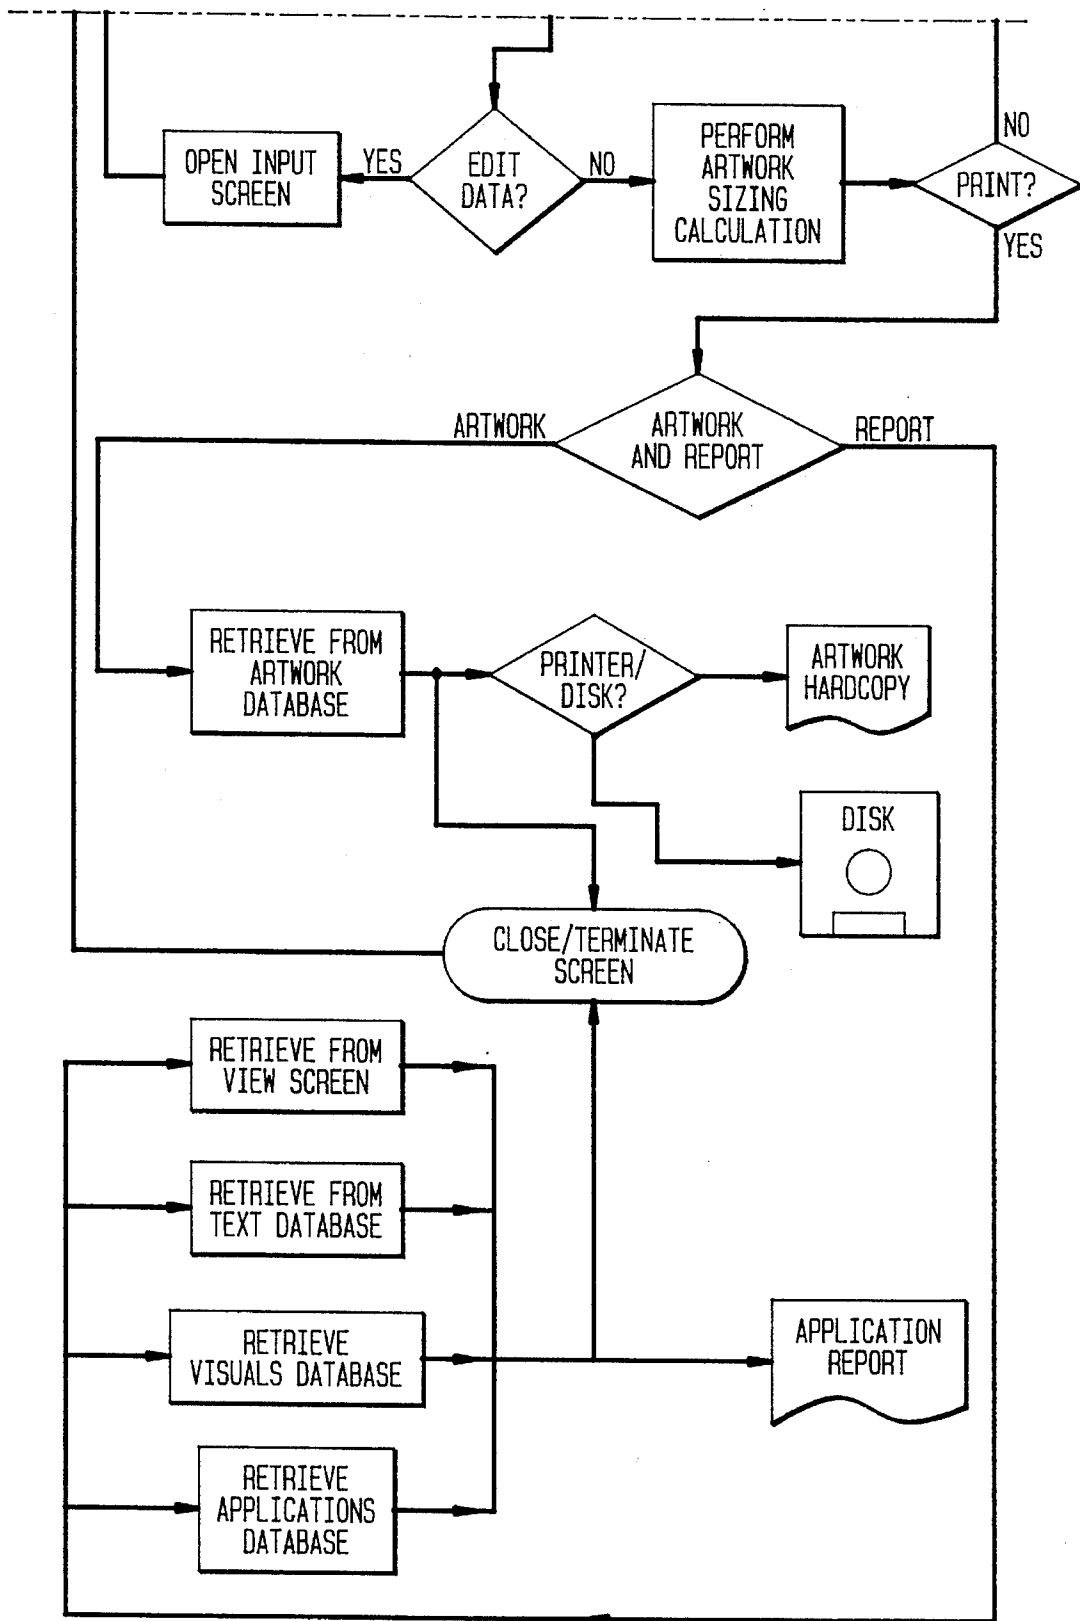 OPEN INPUT
SCREEN
YES
EDIT
DATA?
NO
PERFORM
ARTWORK
SIZING
CALCULATION
NO
PRINT?
YES
ARTWORK
ARTWORK
AND REPORT
REPORT
RETRIEVE FROM
ARTWORK
DATABASE
PRINTER/
DISK?
ARTWORK
HARDCOPY
DISK
CLOSE/TERMINATE
SCREEN
RETRIEVE FROM
VIEW SCREEN
RETRIEVE FROM
TEXT DATABASE
RETRIEVE
VISUALS DATABASE
APPLICATION
REPORT
RETRIEVE
APPLICATIONS
DATABASE